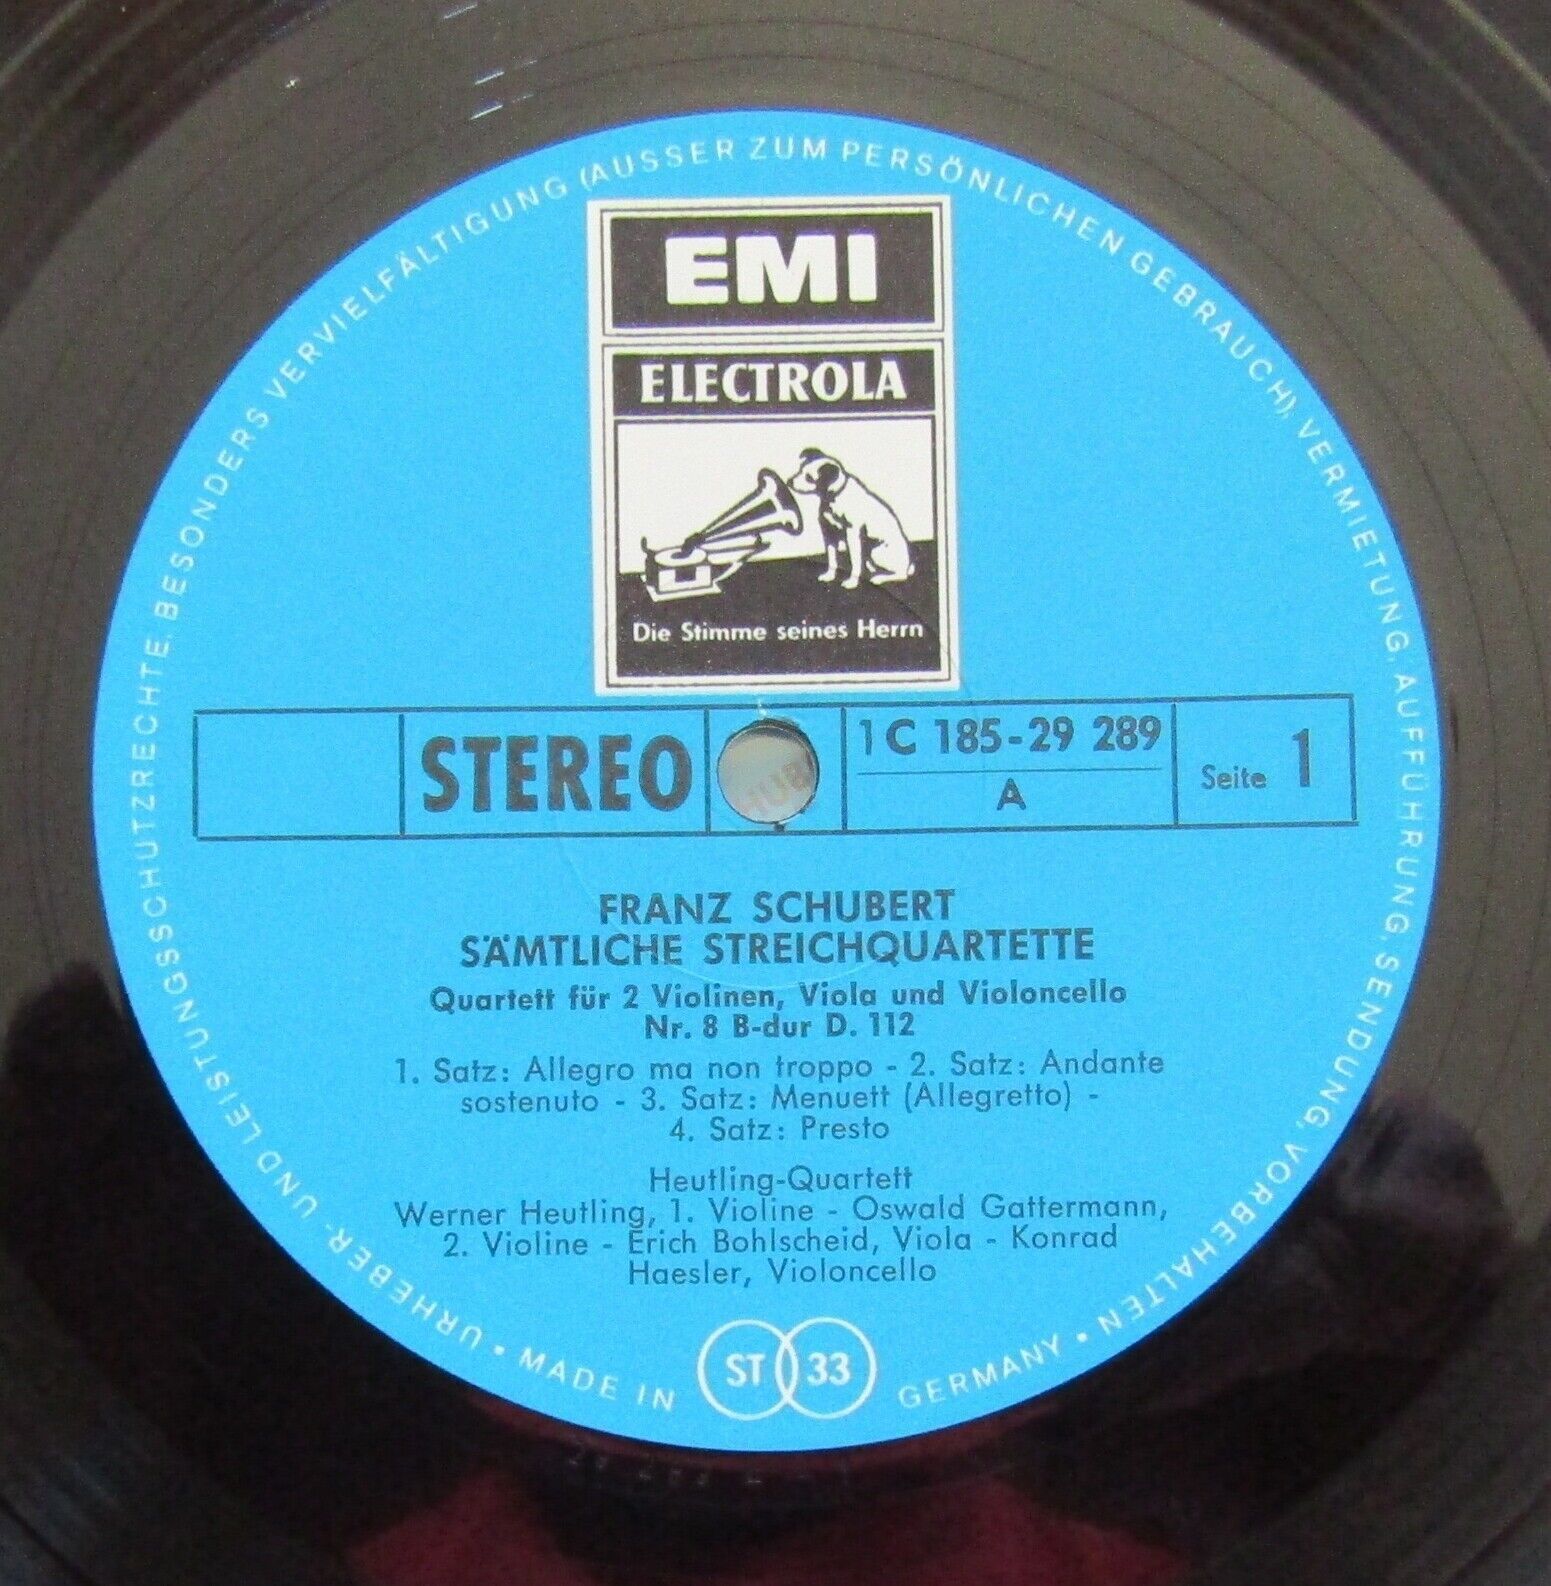 URHEBER- UND LEISTUNGSSCHUTZRECHTE, BESONDERS VERVIELFÄLTIGUNG (AUSSER ZUM PERSÖNLICHEN GEBRAUCH), VERMIETUNG, AUFFÜHRUNG, SENDUNG, VORBEHALTEN •
EMI
ELECTROLA
Die Stimme seines Herrn
STEREO
1 C 185-29 289
A
Seite 1
FRANZ SCHUBERT
SÄMTLICHE STREICHQUARTETTE
Quartett für 2 Violinen, Viola und Violoncello
Nr. 8 B-dur D. 112
1. Satz: Allegro ma non troppo - 2. Satz: Andante
sostenuto - 3. Satz: Menuett (Allegretto) -
4. Satz: Presto
Heutling-Quartett
Werner Heutling, 1. Violine - Oswald Gattermann,
2. Violine - Erich Bohlscheid, Viola - Konrad
Haesler, Violoncello
• MADE IN GERMANY
ST 33